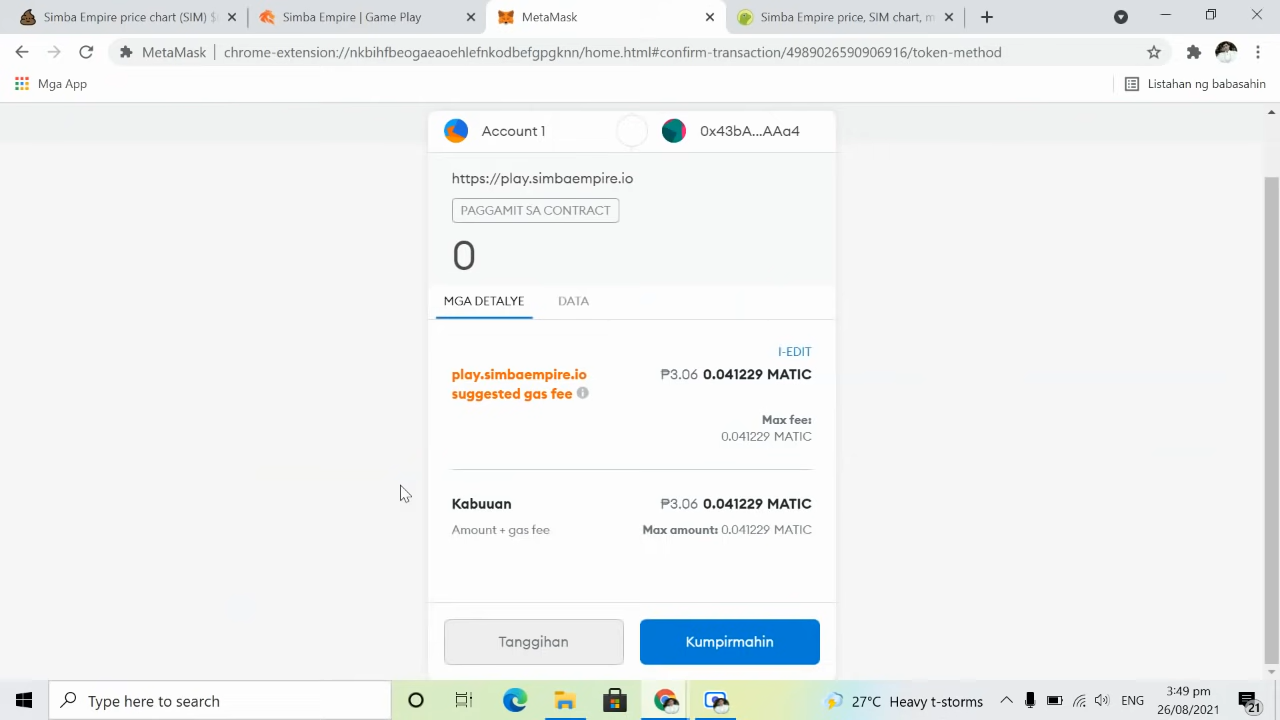 Simba Empire price chart (SIM) $
Simba Empire | Game Play
MetaMask
Simba Empire price, SIM chart, m
MetaMask
chrome-extension://nkbihfbeogaeaoehlefnkodbefgpgknn/home.html#confirm-transaction/4989026590906916/token-method
Mga App
Listahan ng babasahin
Account 1
0x43bA...AAa4
https://play.simbaempire.io
PAGGAMIT SA CONTRACT
0
MGA DETALYE
DATA
I-EDIT
play.simbaempire.io
suggested gas fee
₱3.06 0.041229 MATIC
Max fee:
0.041229 MATIC
Kabuuan
₱3.06 0.041229 MATIC
Amount + gas fee
Max amount: 0.041229 MATIC
Tanggihan
Kumpirmahin
Type here to search
27°C Heavy t-storms
ENG
3:49 pm
26/08/2021
21